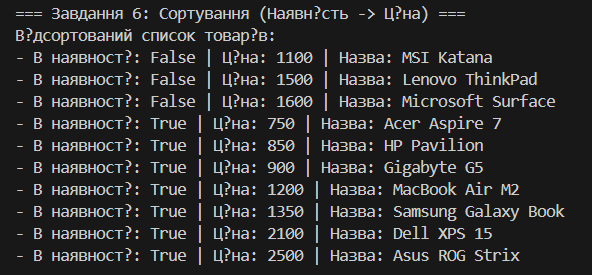 === Завдання 6: Сортування (Наявн?сть -> Ц?на) ===
В?дсортований список товар?в:
- В наявност?: False | Ц?на: 1100 | Назва: MSI Katana
- В наявност?: False | Ц?на: 1500 | Назва: Lenovo ThinkPad
- В наявност?: False | Ц?на: 1600 | Назва: Microsoft Surface
- В наявност?: True | Ц?на: 750 | Назва: Acer Aspire 7
- В наявност?: True | Ц?на: 850 | Назва: HP Pavilion
- В наявност?: True | Ц?на: 900 | Назва: Gigabyte G5
- В наявност?: True | Ц?на: 1200 | Назва: MacBook Air M2
- В наявност?: True | Ц?на: 1350 | Назва: Samsung Galaxy Book
- В наявност?: True | Ц?на: 2100 | Назва: Dell XPS 15
- В наявност?: True | Ц?на: 2500 | Назва: Asus ROG Strix